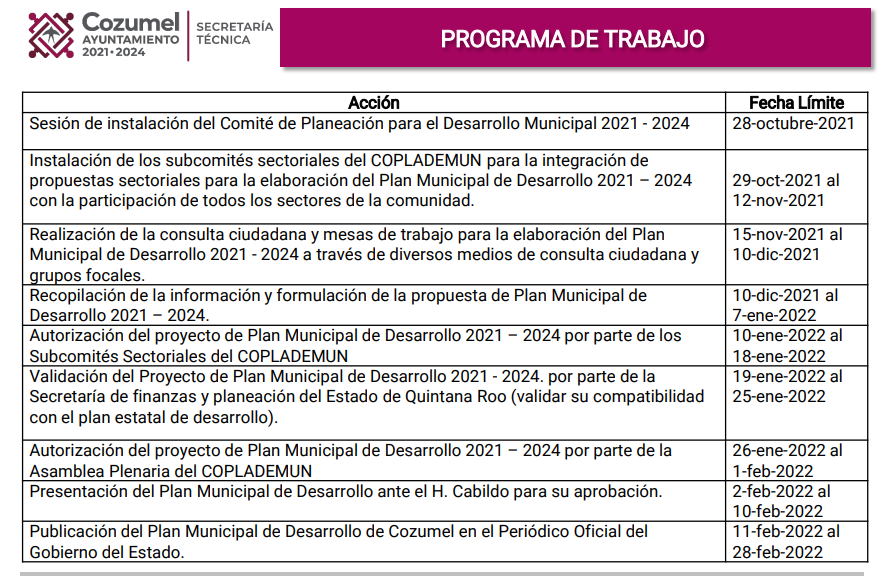 Cozumel
AYUNTAMIENTO
2021•2024
SECRETARÍA
TÉCNICA
PROGRAMA DE TRABAJO
Acción
Fecha Límite
Sesión de instalación del Comité de Planeación para el Desarrollo Municipal 2021 - 2024
28-octubre-2021
Instalación de los subcomités sectoriales del COPLADEMUN para la integración de
propuestas sectoriales para la elaboración del Plan Municipal de Desarrollo 2021 – 2024
con la participación de todos los sectores de la comunidad.
29-oct-2021 al
12-nov-2021
Realización de la consulta ciudadana y mesas de trabajo para la elaboración del Plan
Municipal de Desarrollo 2021 - 2024 a través de diversos medios de consulta ciudadana y
grupos focales.
15-nov-2021 al
10-dic-2021
Recopilación de la información y formulación de la propuesta de Plan Municipal de
Desarrollo 2021 – 2024.
10-dic-2021 al
7-ene-2022
Autorización del proyecto de Plan Municipal de Desarrollo 2021 – 2024 por parte de los
Subcomités Sectoriales del COPLADEMUN
10-ene-2022 al
18-ene-2022
Validación del Proyecto de Plan Municipal de Desarrollo 2021 - 2024. por parte de la
Secretaría de finanzas y planeación del Estado de Quintana Roo (validar su compatibilidad
con el plan estatal de desarrollo).
19-ene-2022 al
25-ene-2022
Autorización del proyecto de Plan Municipal de Desarrollo 2021 – 2024 por parte de la
Asamblea Plenaria del COPLADEMUN
26-ene-2022 al
1-feb-2022
Presentación del Plan Municipal de Desarrollo ante el H. Cabildo para su aprobación.
2-feb-2022 al
10-feb-2022
Publicación del Plan Municipal de Desarrollo de Cozumel en el Periódico Oficial del
Gobierno del Estado.
11-feb-2022 al
28-feb-2022